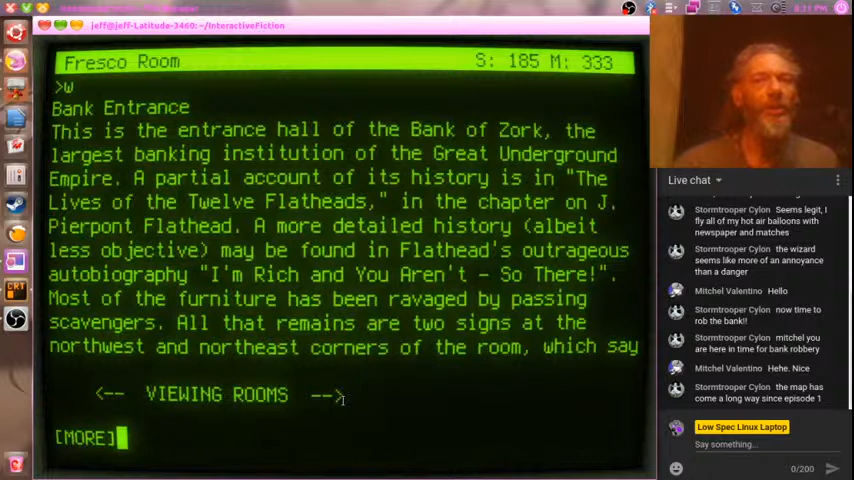 jeff@jeff-Latitude-3460: ~/InteractiveFiction
8:21 PM
Fresco Room S: 185 M: 333
>w
Bank Entrance
This is the entrance hall of the Bank of Zork, the
largest banking institution of the Great Underground
Empire. A partial account of its history is in "The
Lives of the Twelve Flatheads," in the chapter on J.
Pierpont Flathead. A more detailed history (albeit
less objective) may be found in Flathead's outrageous
autobiography "I'm Rich and You Aren't - So There!".
Most of the furniture has been ravaged by passing
scavengers. All that remains are two signs at the
northwest and northeast corners of the room, which say
<-- VIEWING ROOMS -->
[MORE]
CRT
Live chat
Stormtrooper Cylon Seems legit, I
fly all of my hot air balloons with
newspaper and matches
Stormtrooper Cylon
the wizard
seems like more of an annoyance
than a danger
Mitchel Valentino Hello
Stormtrooper Cylon now time to
rob the bank!!
Stormtrooper Cylon mitchel you
are here in time for bank robbery
Mitchel Valentino Hehe. Nice
Stormtrooper Cylon the map has
come a long way since episode 1
Low Spec Linux Laptop
Say something...
0/200